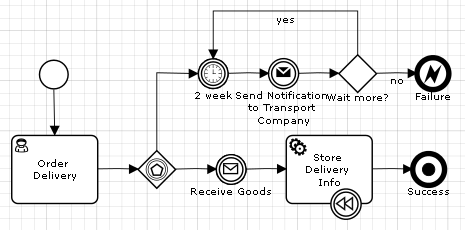 yes
no
2 week
Send Notification
to Transport
Company
Wait more?
Failure
Order
Delivery
Receive Goods
Store
Delivery
Info
Success